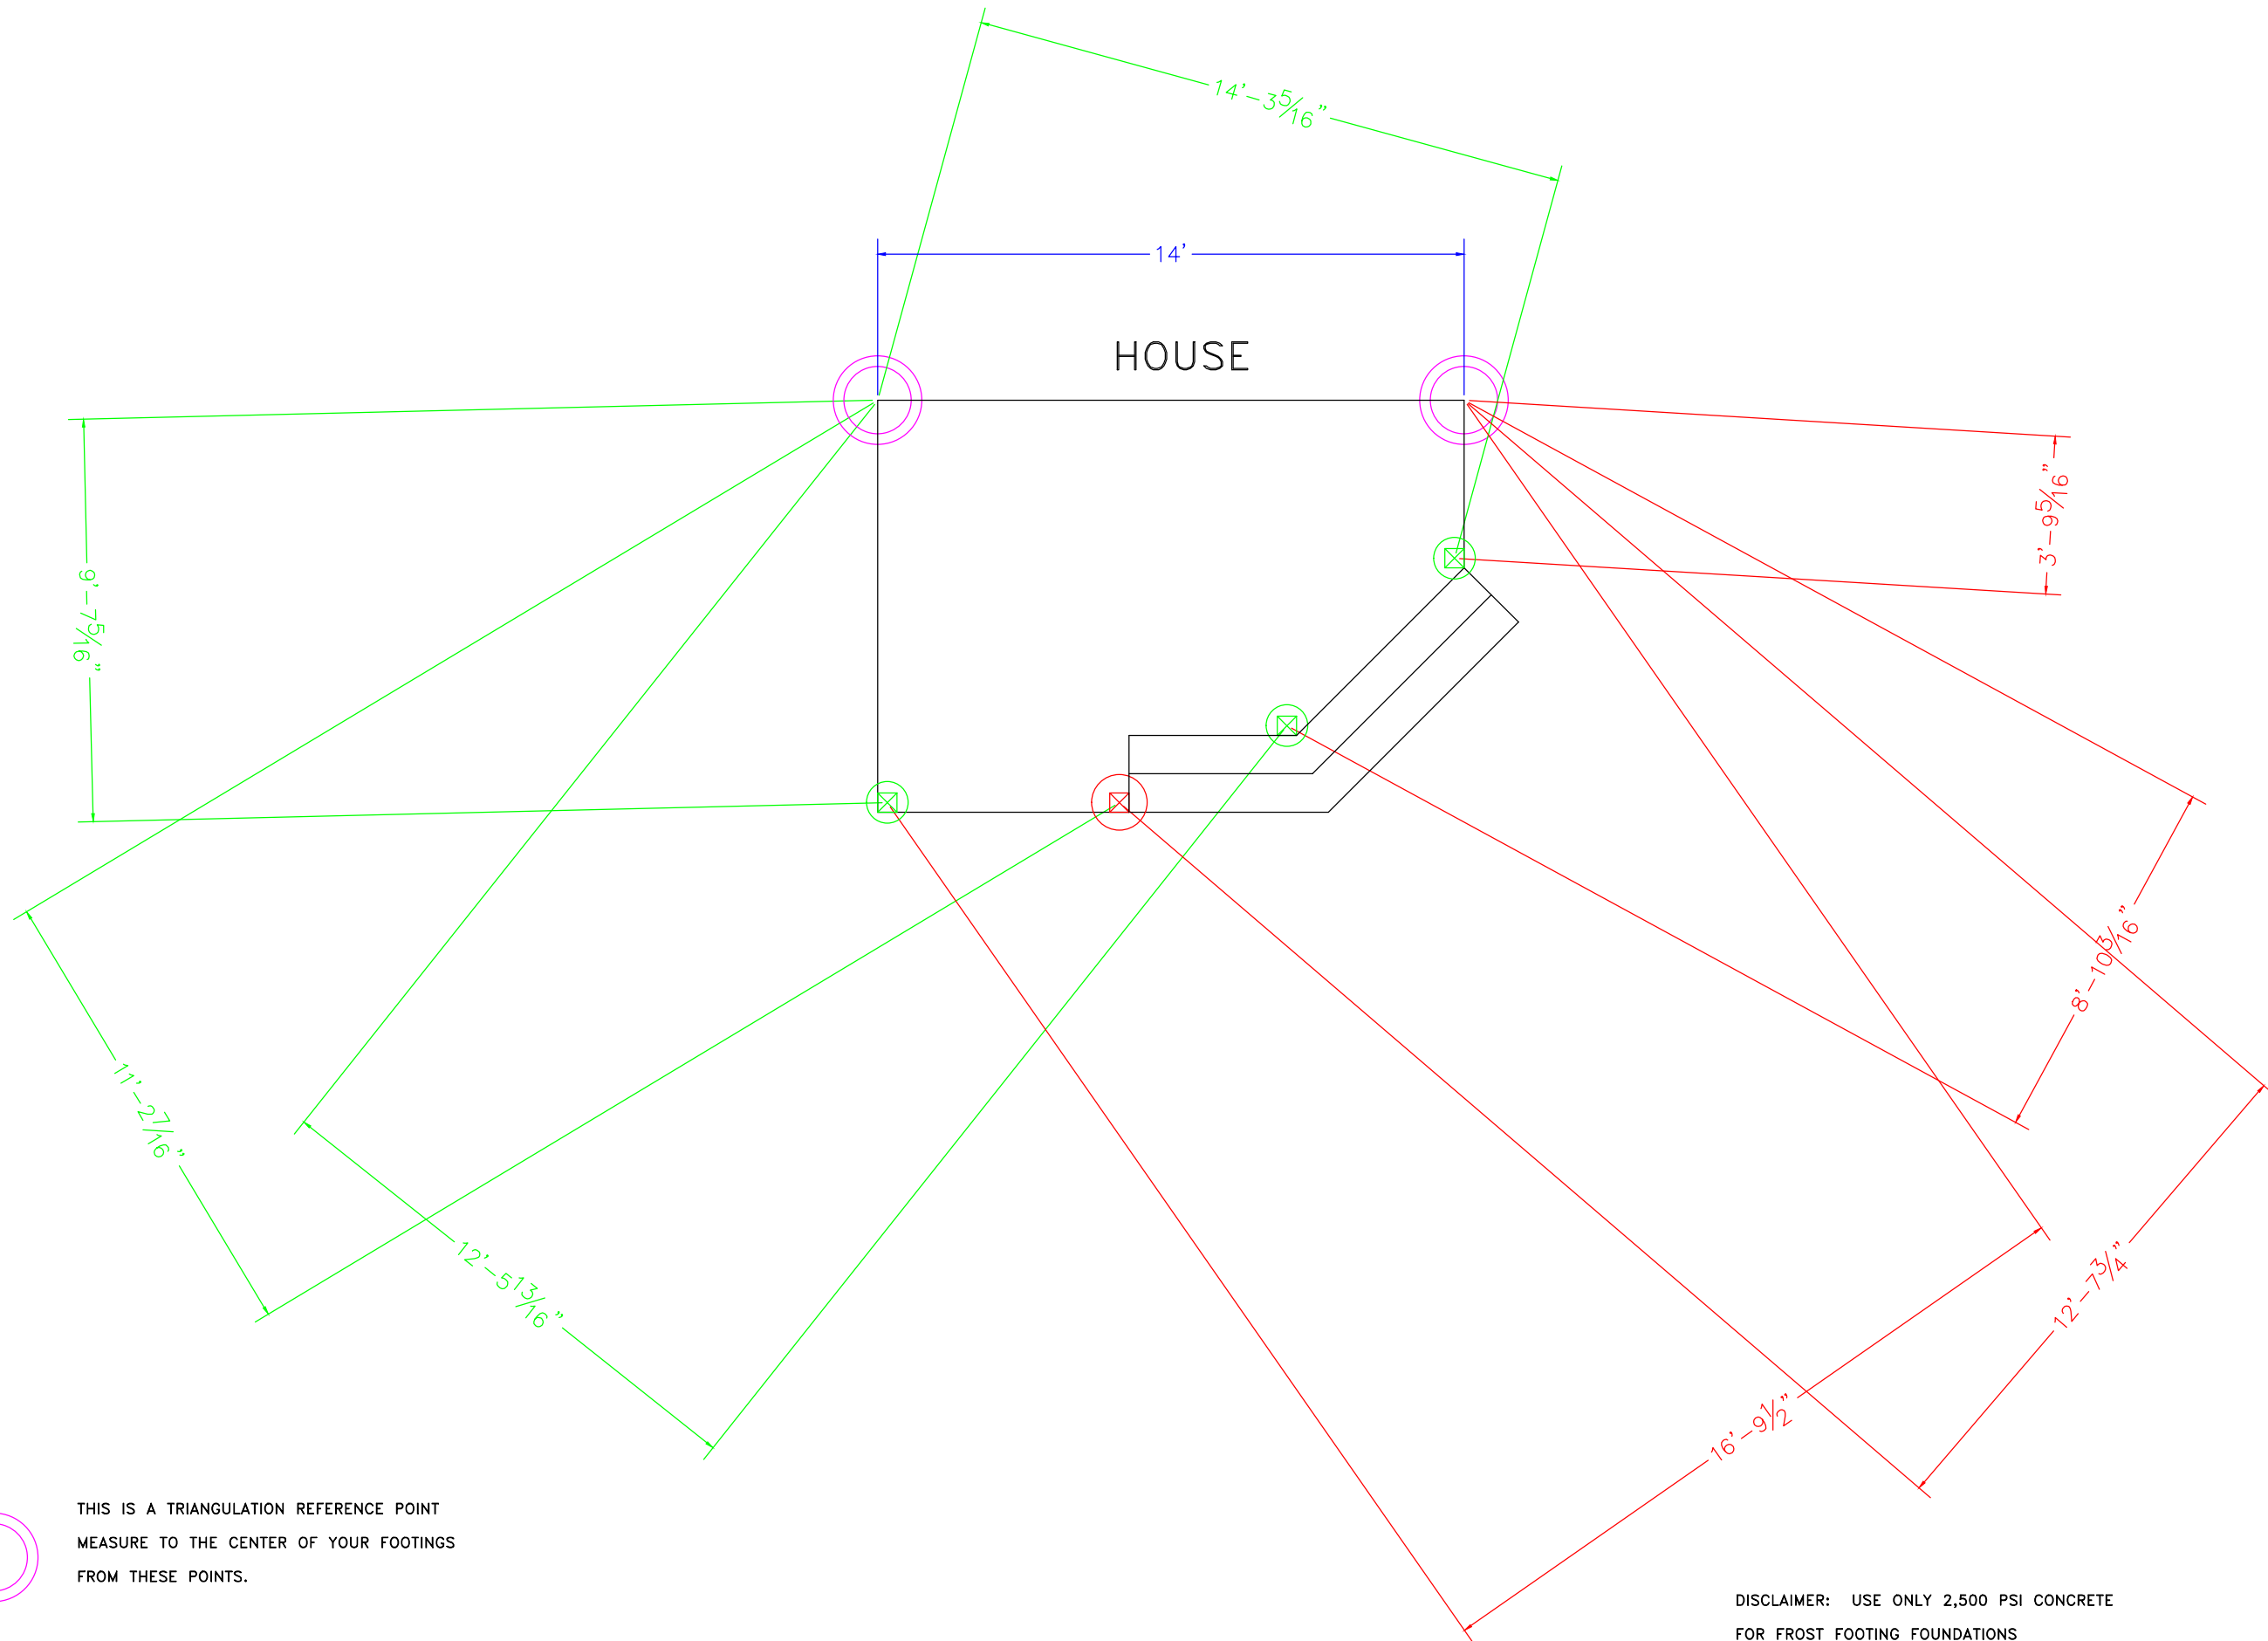 14'-3 5/16"
14'
HOUSE
3'-9 5/16"
9'-7 5/16"
8'-10 3/16"
11'-2 7/16"
12'-5 13/16"
12'-7 3/4"
16'-9 1/2"
THIS IS A TRIANGULATION REFERENCE POINT
MEASURE TO THE CENTER OF YOUR FOOTINGS
FROM THESE POINTS.
DISCLAIMER: USE ONLY 2,500 PSI CONCRETE
FOR FROST FOOTING FOUNDATIONS